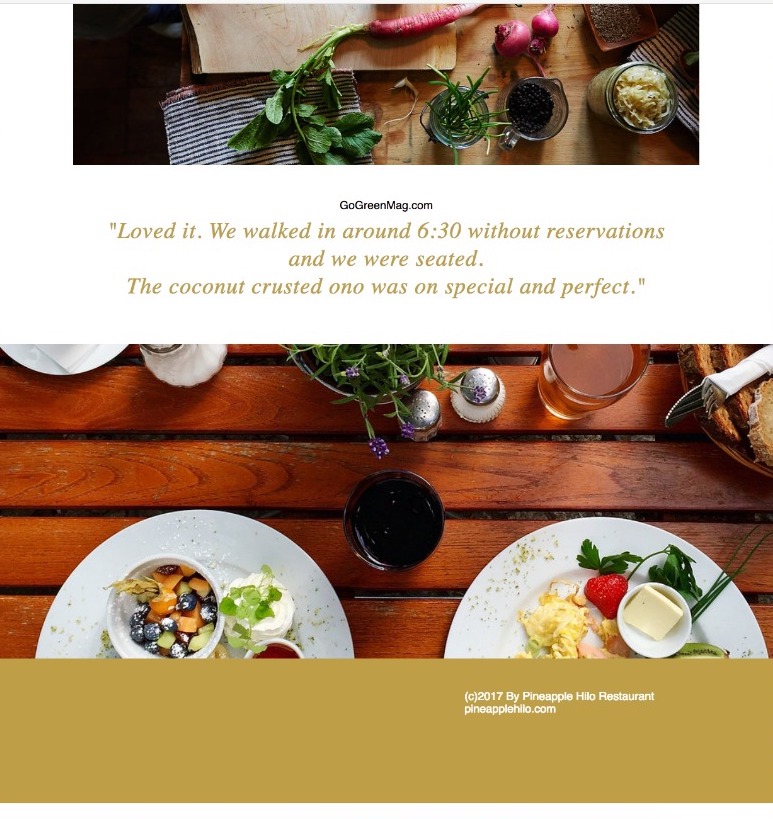 GoGreenMag.com
"Loved it. We walked in around 6:30 without reservations
and we were seated.
The coconut crusted ono was on special and perfect."
(c)2017 By Pineapple Hilo Restaurant
pineapplehilo.com